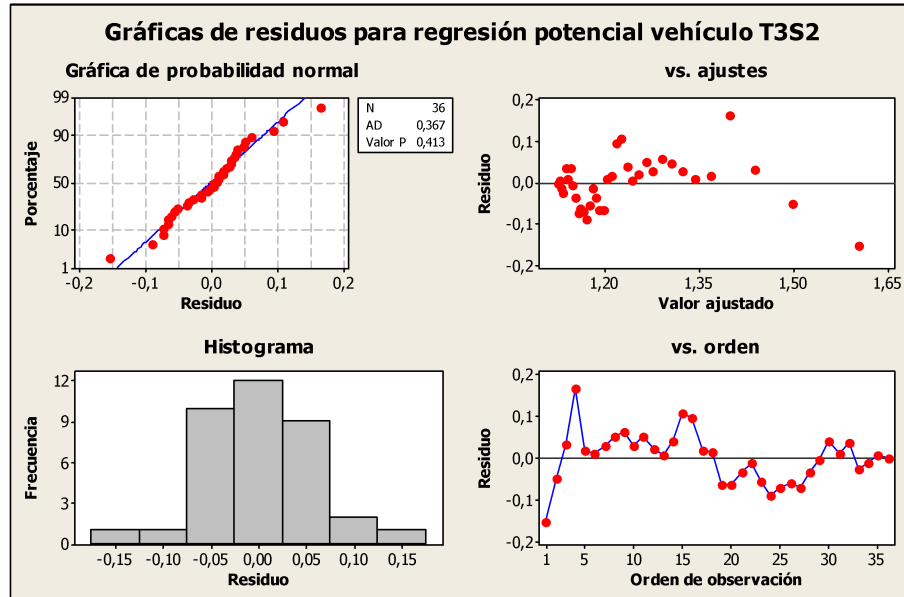 Gráficas de residuos para regresión potencial vehículo T3S2
Gráfica de probabilidad normal
99
90
50
10
1
Porcentaje
-0,2 -0,1 0,0 0,1 0,2
Residuo
N 36
AD 0,367
Valor P 0,413
vs. ajustes
0,2
0,1
0,0
-0,1
-0,2
Residuo
1,20 1,35 1,50 1,65
Valor ajustado
Histograma
12
9
6
3
0
Frecuencia
-0,15 -0,10 -0,05 0,00 0,05 0,10 0,15
Residuo
vs. orden
0,2
0,1
0,0
-0,1
-0,2
Residuo
1 5 10 15 20 25 30 35
Orden de observación